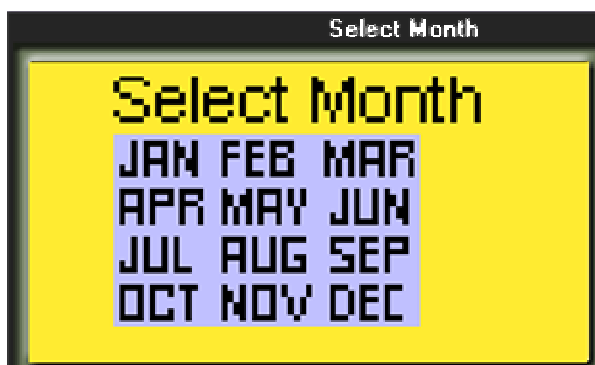 Select Month
Select Month
JAN FEB MAR
APR MAY JUN
JUL AUG SEP
OCT NOV DEC